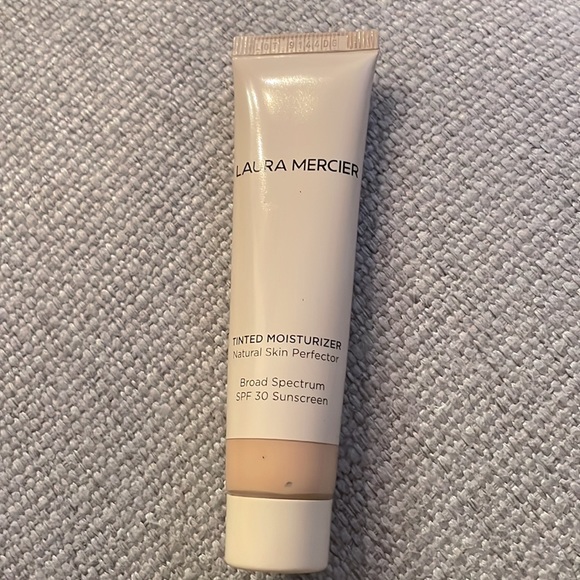 LAURA MERCIER
TINTED MOISTURIZER
Natural Skin Perfector
Broad Spectrum
SPF 30 Sunscreen